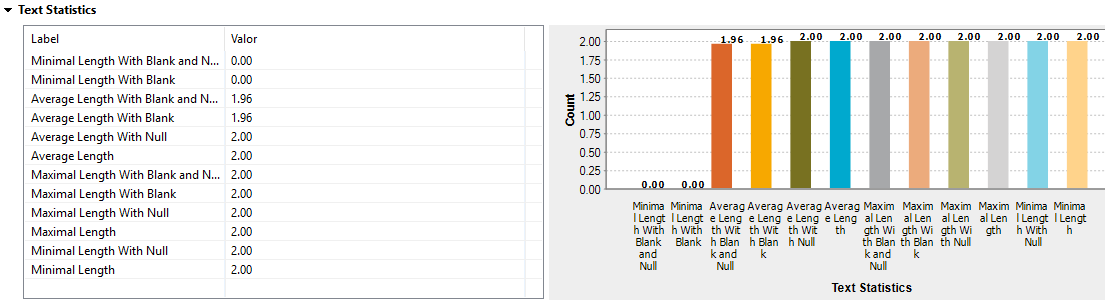 Text Statistics
Label Valor
Minimal Length With Blank and N... 0.00
Minimal Length With Blank 0.00
Average Length With Blank and N... 1.96
Average Length With Blank 1.96
Average Length With Null 2.00
Average Length 2.00
Maximal Length With Blank and N... 2.00
Maximal Length With Blank 2.00
Maximal Length With Null 2.00
Maximal Length 2.00
Minimal Length With Null 2.00
Minimal Length 2.00
Count
2.00
1.75
1.50
1.25
1.00
0.75
0.50
0.25
0.00
0.00 0.00 1.96 1.96 2.00 2.00 2.00 2.00 2.00 2.00 2.00 2.00
Minima
l Lengt
h With
Blank
and
Null
Minima
l Lengt
h With
Blank
Averag
e Leng
th Wit
h Blan
k and
Null
Averag
e Leng
th Wit
h Blan
k
Averag
e Leng
th Wit
h Null
Averag
e Leng
th
Maxim
al Len
gth Wi
th Blan
k and
Null
Maxim
al Len
gth Wi
th Blan
k
Maxim
al Len
gth Wi
th Null
Maxim
al Len
gth
Minima
l Lengt
h With
Null
Minima
l Lengt
h
Text Statistics